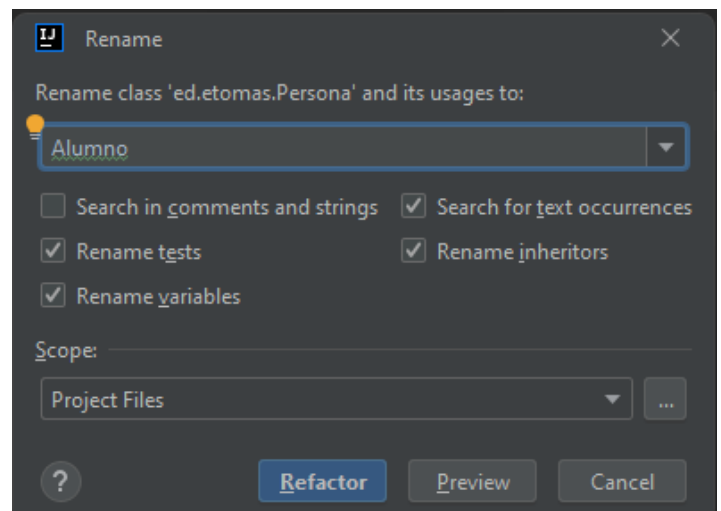 IJ Rename
Rename class 'ed.etomas.Persona' and its usages to:
Alumno
Search in comments and strings Search for text occurrences
Rename tests Rename inheritors
Rename variables
Scope:
Project Files ...
? Refactor Preview Cancel